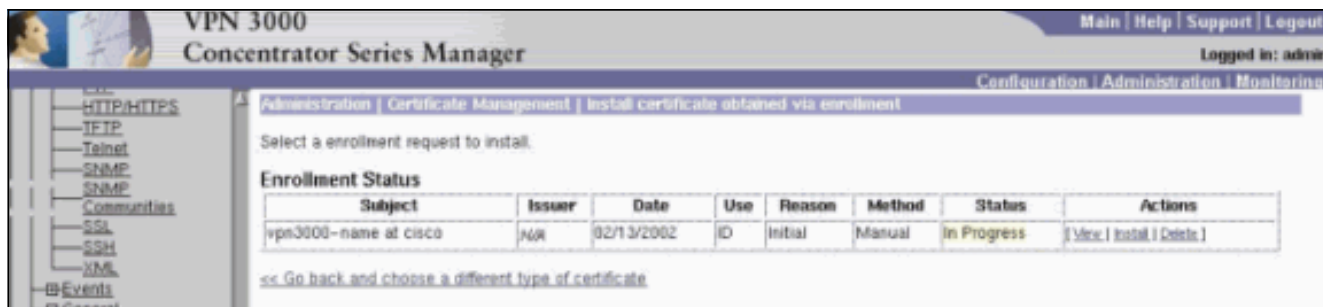 VPN 3000
Concentrator Series Manager
Main | Help | Support | Logout
Logged in: admin
Configuration | Administration | Monitoring
HTTP/HTTPS
TFTP
Telnet
SNMP
SNMP
Communities
SSL
SSH
XML
Events
Administration | Certificate Management | Install certificate obtained via enrollment
Select a enrollment request to install.
Enrollment Status
Subject Issuer Date Use Reason Method Status Actions
vpn3000-name at cisco N/A 02/13/2002 ID Initial Manual In Progress [ View | Install | Delete ]
<< Go back and choose a different type of certificate